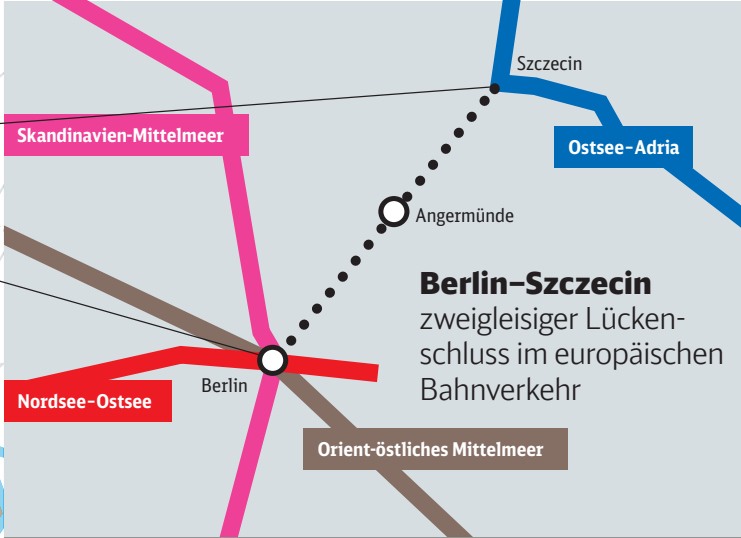 Szczecin
Skandinavien-Mittelmeer
Ostsee-Adria
Angermünde
Berlin–Szczecin
zweigleisiger Lücken-
schluss im europäischen
Bahnverkehr
Berlin
Nordsee-Ostsee
Orient-östliches Mittelmeer